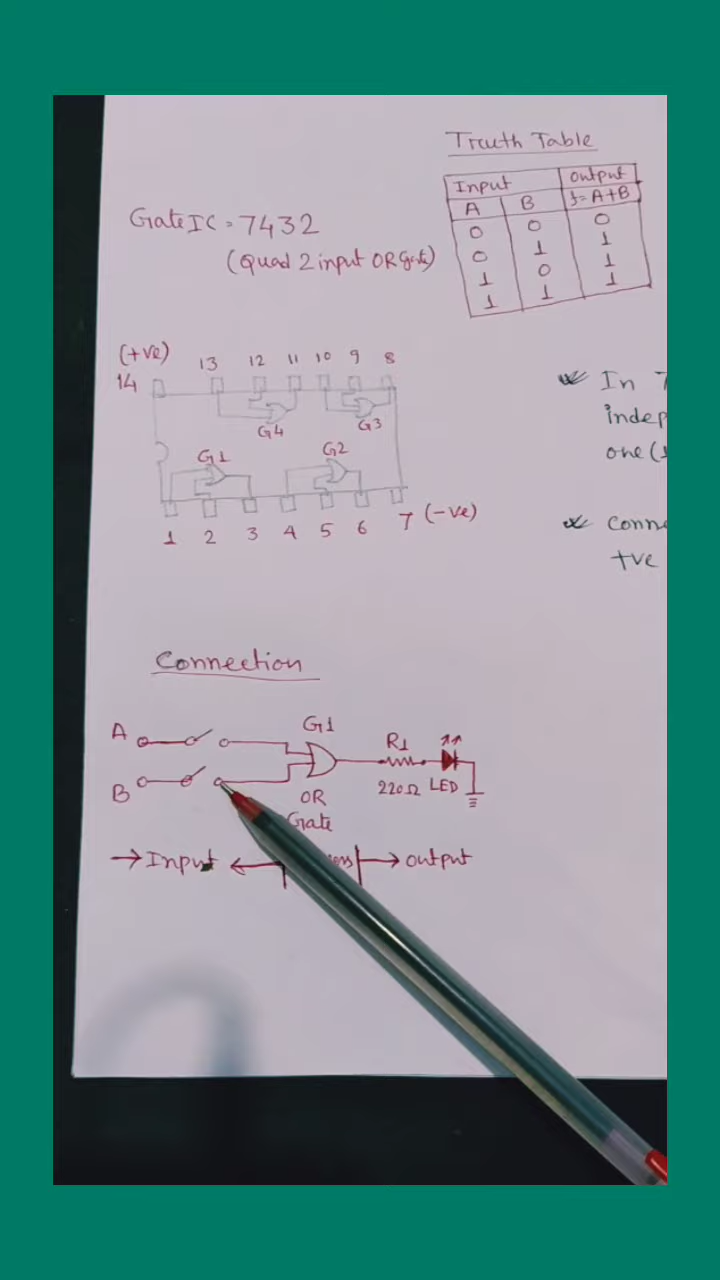 Truth Table
Input Output
A B f=A+B
0 0 0
0 1 1
1 0 1
1 1 1
Gate IC = 7432
(Quad 2 input OR gate)
(+ve)
14 13 12 11 10 9 8
G4 G3
G1 G2
1 2 3 4 5 6 7 (-ve)
In 7
indep
one (1
Conne
+ve
Connection
A G1 R1
B 220Ω LED
OR
Gate
→ Input ← → output